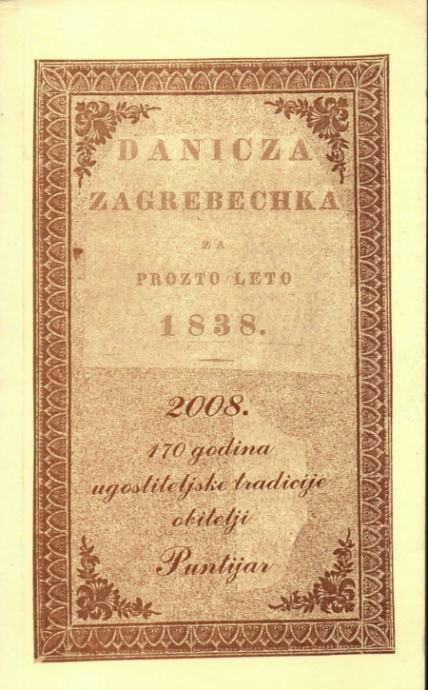 DANICZA
ZAGREBECHKA
ZA
PROZTO LETO
1838.
2008.
170 godina
ugostiteljske tradicije
obitelji
Puntijar